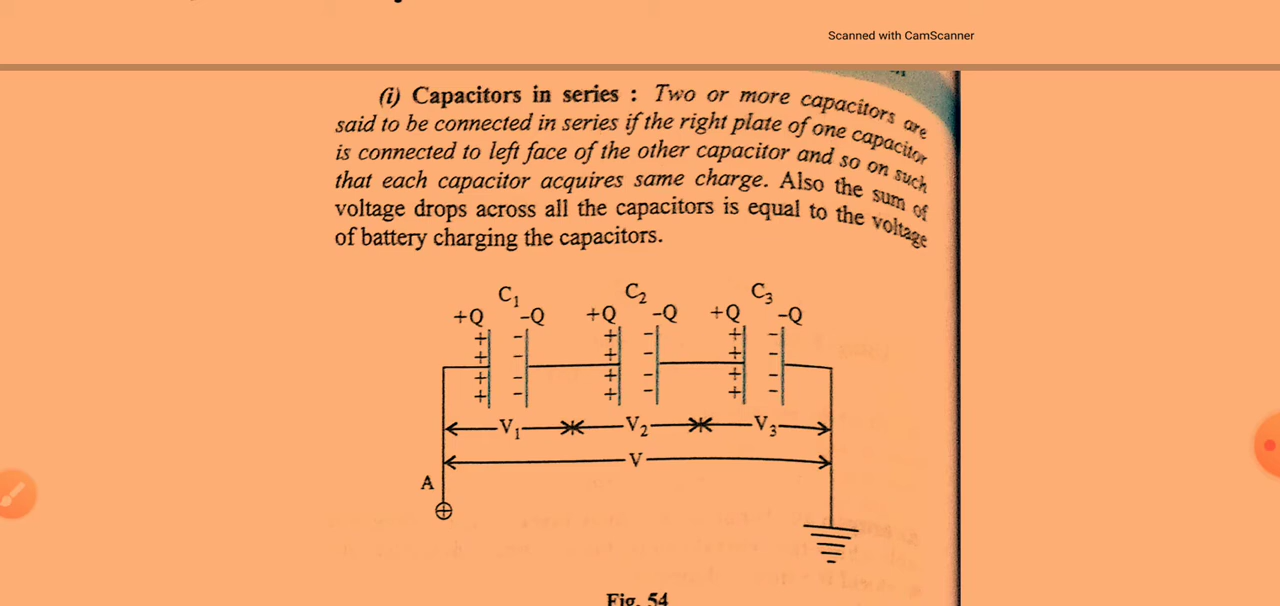 Scanned with CamScanner
(i) Capacitors in series : Two or more capacitors are
said to be connected in series if the right plate of one capacitor
is connected to left face of the other capacitor and so on such
that each capacitor acquires same charge. Also the sum of
voltage drops across all the capacitors is equal to the voltage
of battery charging the capacitors.
C₁ C₂ C₃
+Q -Q +Q -Q +Q -Q
V₁ V₂ V₃
V
A
Fig. 54